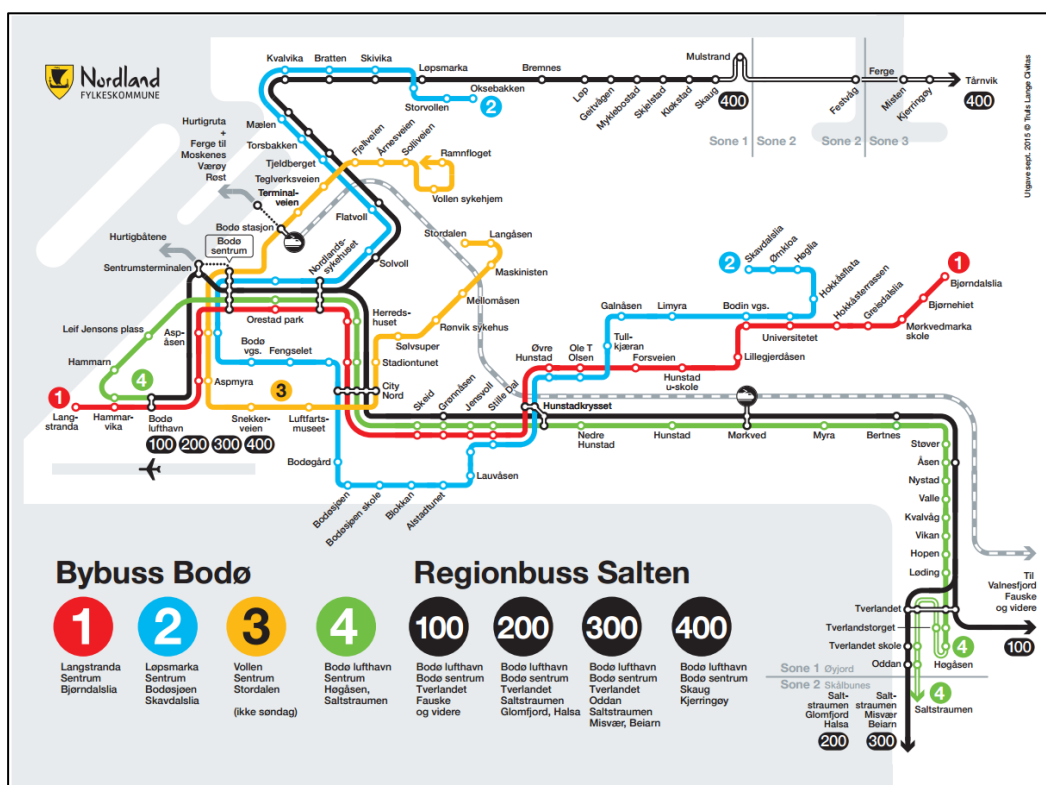 Nordland
FYLKESKOMMUNE
Utgave sept. 2015 © Truls Lange Civitas
Kvalvika
Bratten
Skivika
Løpsmarka
Oksebakken
Storvollen
2
Bremnes
Løp
Geitvågen
Myklebostad
Skjelstad
Kløkstad
Skaug
400
Mulstrand
Sone 1
Sone 2
Sone 2
Sone 3
Festvåg
Ferge
Misten
Kjerringøy
Tårnvik
400
Hurtigruta
+
Ferge til
Moskenes
Værøy
Røst
Mælen
Torsbakken
Tjeldberget
Teglverksveien
Terminal-
veien
Bodø stasjon
Fjellveien
Årnesveien
Solliveien
Ramnfloget
Vollen sykehjem
Flatvoll
Solvoll
Nordlands-
sykehuset
Hurtigbåtene
Bodø
sentrum
Sentrumsterminalen
Stordalen
Langåsen
Maskinisten
Mellomåsen
Rønvik sykehus
Sølvsuper
Stadiontunet
Herreds-
huset
Orestad park
Leif Jensons plass
Asp-
åsen
Hammarn
4
Bodø
vgs.
Fengselet
Aspmyra
3
Snekker-
veien
Luftfarts-
museet
City
Nord
1
Lang-
stranda
Hammar-
vika
Bodø
lufthavn
100
200
300
400
Bodøgård
Bodøsjøen
Bodøsjøen skole
Blokkan
Alstadtunet
Lauvåsen
Skeid
Grønnåsen
Jensvoll
Stille Dal
Øvre
Hunstad
Ole T
Olsen
Tull-
kjæran
Galnåsen
Limyra
Bodin vgs.
2
Skavdalslia
Ørnkloa
Høglia
Hokkåsflata
Hokkåsterrassen
Greisdalslia
1
Bjørndalslia
Bjørnehiet
Mørkvedmarka
skole
Universitetet
Lillegjerdåsen
Forsveien
Hunstad
u-skole
Hunstadkrysset
Nedre
Hunstad
Hunstad
Mørkved
Myra
Bertnes
Støver
Åsen
Nystad
Valle
Kvalvåg
Vikan
Hopen
Løding
Til
Valnesfjord
Fauske
og videre
100
Tverlandet
Tverlandstorget
Tverlandet skole
Oddan
4
Høgåsen
Sone 1 Øyjord
Sone 2 Skålbunes
4
Saltstraumen
Salt-
straumen
Glomfjord
Halsa
200
Salt-
straumen
Misvær
Beiarn
300
Bybuss Bodø
1
Langstranda
Sentrum
Bjørndalslia
2
Løpsmarka
Sentrum
Bodøsjøen
Skavdalslia
3
Vollen
Sentrum
Stordalen
(ikke søndag)
4
Bodø lufthavn
Sentrum
Høgåsen,
Saltstraumen
Regionbuss Salten
100
Bodø lufthavn
Bodø sentrum
Tverlandet
Fauske
og videre
200
Bodø lufthavn
Bodø sentrum
Tverlandet
Saltstraumen
Glomfjord, Halsa
300
Bodø lufthavn
Bodø sentrum
Tverlandet
Oddan
Saltstraumen
Misvær, Beiarn
400
Bodø lufthavn
Bodø sentrum
Skaug
Kjerringøy